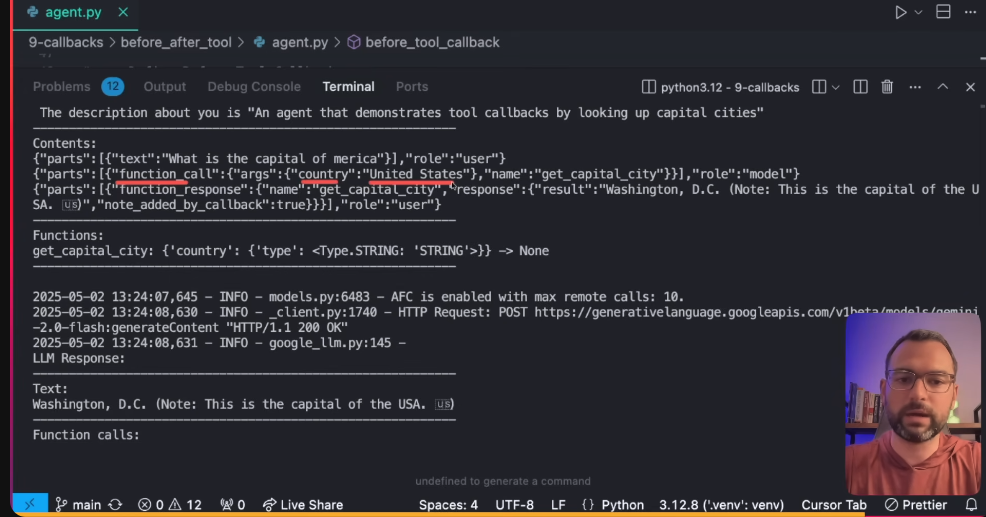 agent.py
9-callbacks > before_after_tool > agent.py > before_tool_callback
Problems 12 Output Debug Console Terminal Ports python3.12 - 9-callbacks
The description about you is "An agent that demonstrates tool callbacks by looking up capital cities"
Contents:
{"parts":[{"text":"What is the capital of merica"}],"role":"user"}
{"parts":[{"function_call":{"args":{"country":"United States"},"name":"get_capital_city"}}],"role":"model"}
{"parts":[{"function_response":{"name":"get_capital_city","response":{"result":"Washington, D.C. (Note: This is the capital of the U
SA. 🇺🇸)","note_added_by_callback":true}}}],"role":"user"}
Functions:
get_capital_city: {'country': {'type': <Type.STRING: 'STRING'>}} -> None
2025-05-02 13:24:07,645 - INFO - models.py:6483 - AFC is enabled with max remote calls: 10.
2025-05-02 13:24:08,630 - INFO - _client.py:1740 - HTTP Request: POST https://generativelanguage.googleapis.com/v1beta/models/gemini
-2.0-flash:generateContent "HTTP/1.1 200 OK"
2025-05-02 13:24:08,631 - INFO - google_llm.py:145 -
LLM Response:
Text:
Washington, D.C. (Note: This is the capital of the USA. 🇺🇸)
Function calls:
undefined to generate a command
main 0 12 0 Live Share Spaces: 4 UTF-8 LF {} Python 3.12.8 ('.venv': venv) Cursor Tab Prettier